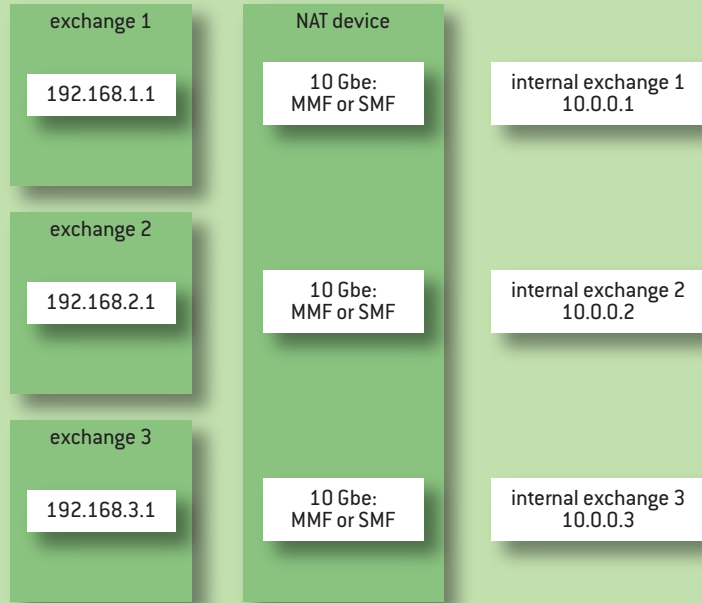 exchange 1
192.168.1.1
exchange 2
192.168.2.1
exchange 3
192.168.3.1
NAT device
10 Gbe:
MMF or SMF
10 Gbe:
MMF or SMF
10 Gbe:
MMF or SMF
internal exchange 1
10.0.0.1
internal exchange 2
10.0.0.2
internal exchange 3
10.0.0.3